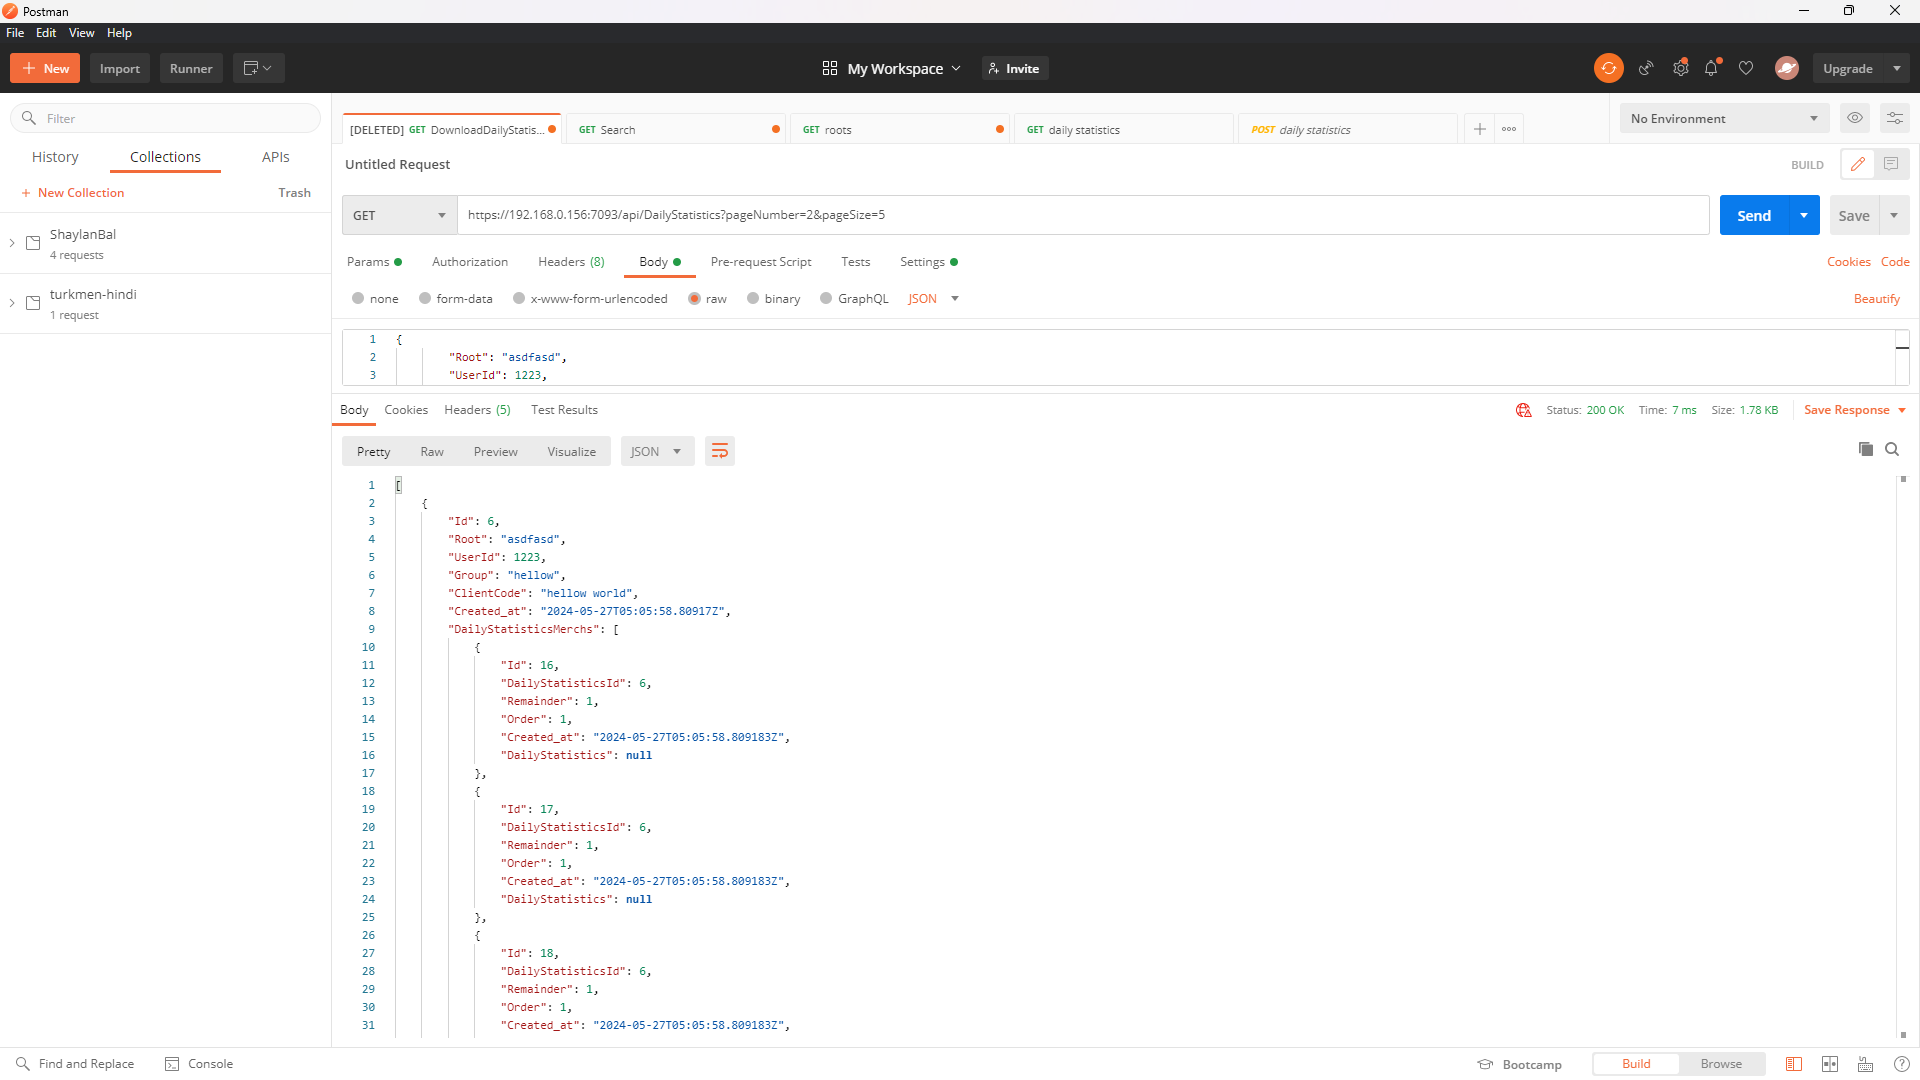 Postman
File Edit View Help
New Import Runner My Workspace Invite Upgrade
Filter
History Collections APIs
New Collection Trash
ShaylanBal
4 requests
turkmen-hindi
1 request
[DELETED] GET DownloadDailyStatis... GET Search GET roots GET daily statistics POST daily statistics
No Environment
Untitled Request BUILD
GET https://192.168.0.156:7093/api/DailyStatistics?pageNumber=2&pageSize=5 Send Save
Params Authorization Headers (8) Body Pre-request Script Tests Settings Cookies Code
none form-data x-www-form-urlencoded raw binary GraphQL JSON Beautify
1 {
2 "Root": "asdfasd",
3 "UserId": 1223,
Body Cookies Headers (5) Test Results Status: 200 OK Time: 7 ms Size: 1.78 KB Save Response
Pretty Raw Preview Visualize JSON
1 [
2 {
3 "Id": 6,
4 "Root": "asdfasd",
5 "UserId": 1223,
6 "Group": "hellow",
7 "ClientCode": "hellow world",
8 "Created_at": "2024-05-27T05:05:58.80917Z",
9 "DailyStatisticsMerchs": [
10 {
11 "Id": 16,
12 "DailyStatisticsId": 6,
13 "Remainder": 1,
14 "Order": 1,
15 "Created_at": "2024-05-27T05:05:58.809183Z",
16 "DailyStatistics": null
17 },
18 {
19 "Id": 17,
20 "DailyStatisticsId": 6,
21 "Remainder": 1,
22 "Order": 1,
23 "Created_at": "2024-05-27T05:05:58.809183Z",
24 "DailyStatistics": null
25 },
26 {
27 "Id": 18,
28 "DailyStatisticsId": 6,
29 "Remainder": 1,
30 "Order": 1,
31 "Created_at": "2024-05-27T05:05:58.809183Z",
Find and Replace Console Bootcamp Build Browse